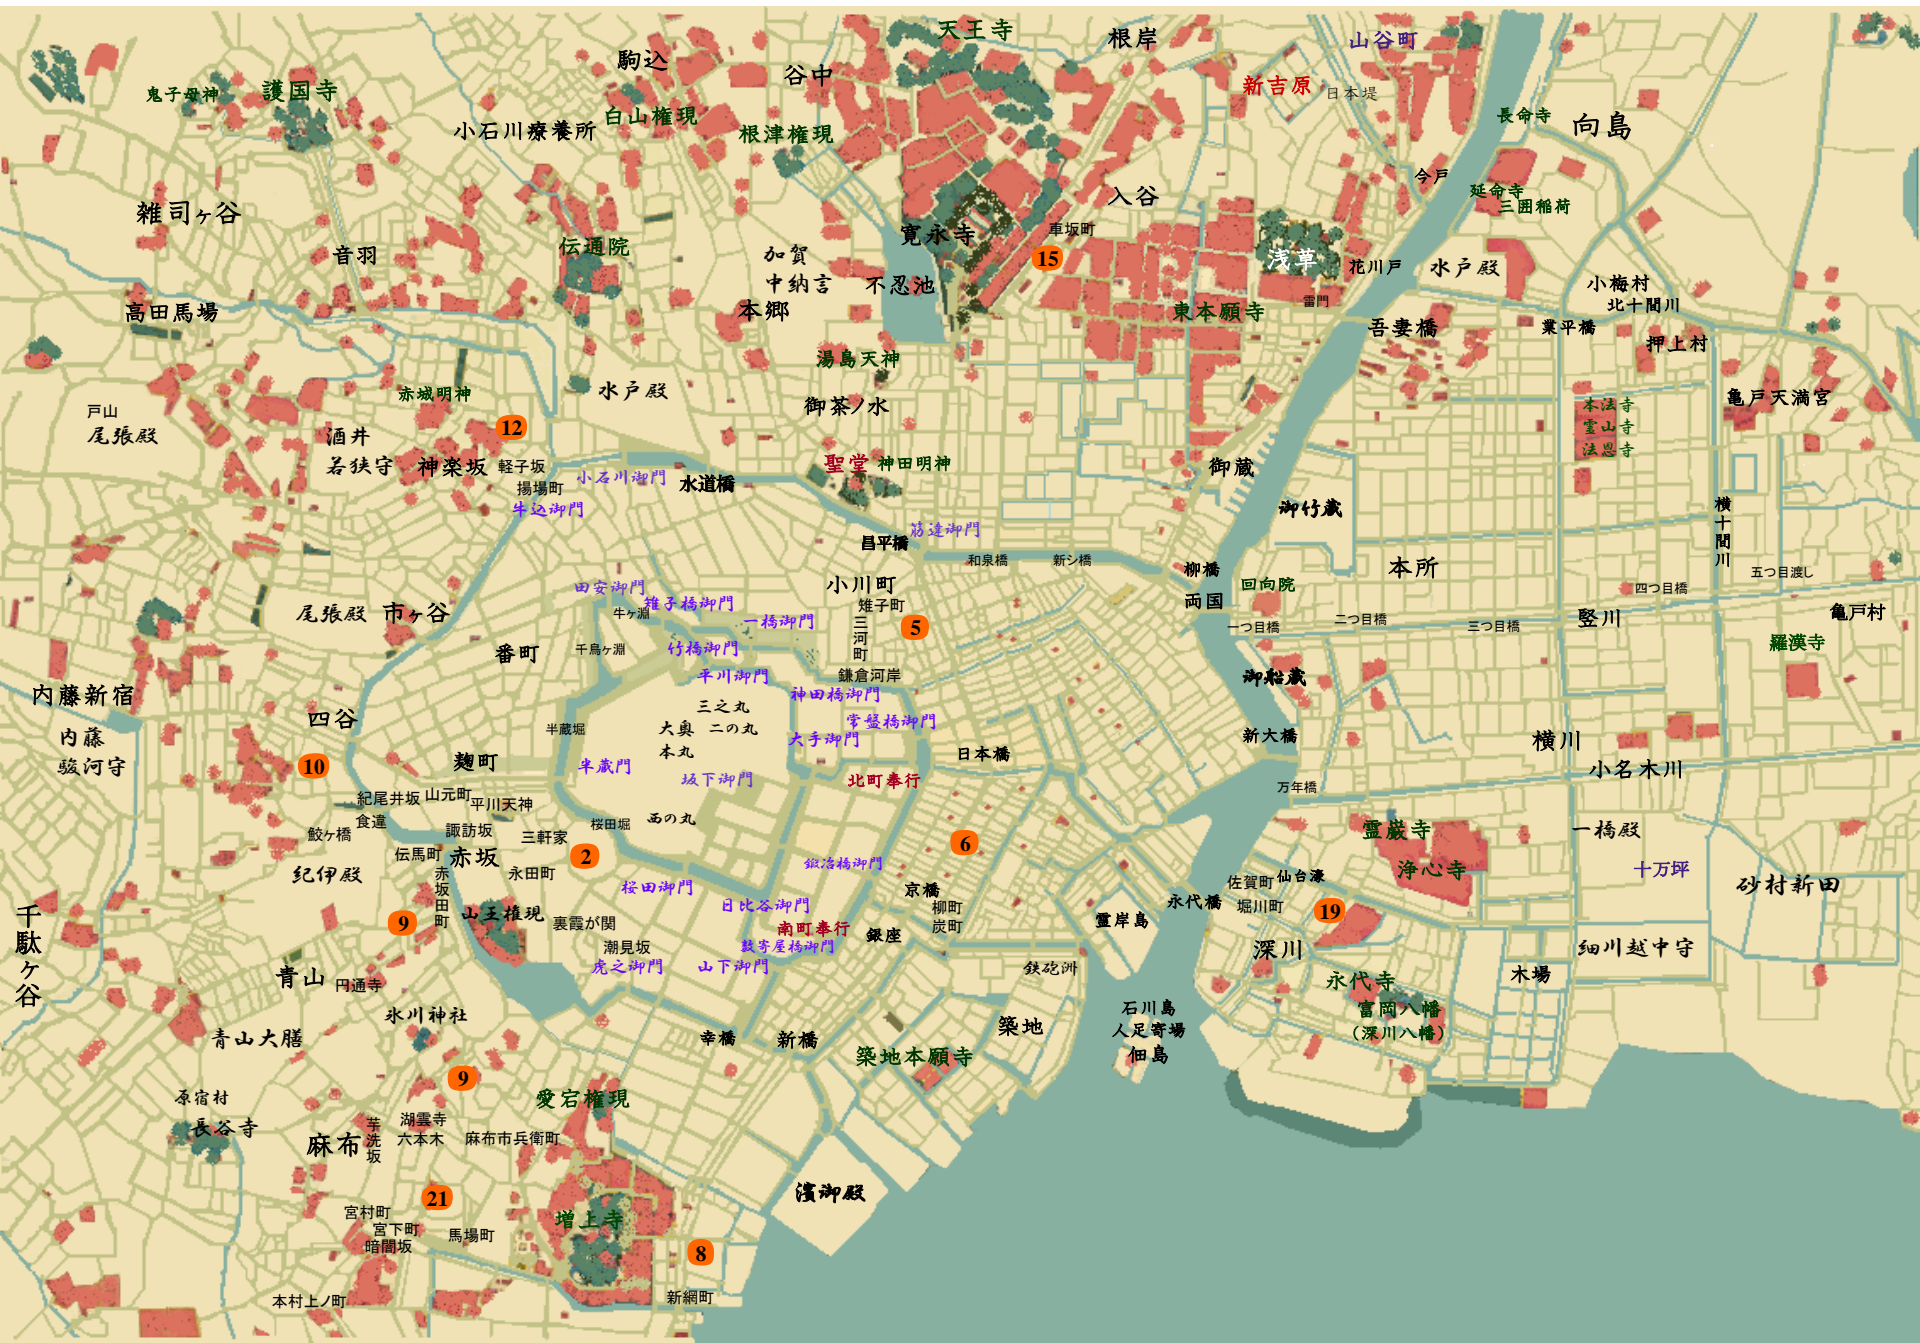 天王寺
根岸
山谷町
駒込
谷中
新吉原
日本堤
鬼子母神
護国寺
白山権現
根津権現
小石川療養所
長命寺
向島
今戸
延命寺
三囲稲荷
入谷
雑司ヶ谷
音羽
伝通院
加賀
中納言
本郷
寛永寺
車坂町
15
不忍池
浅草
花川戸
水戸殿
雷門
東本願寺
小梅村
北十間川
吾妻橋
業平橋
押上村
高田馬場
湯島天神
水戸殿
御茶ノ水
赤城明神
戸山
尾張殿
酒井
若狭守
神楽坂
12
軽子坂
揚場町
牛込御門
小石川御門
水道橋
聖堂
神田明神
御蔵
御竹蔵
本法寺
霊山寺
法恩寺
亀戸天満宮
横十間川
筋違御門
昌平橋
和泉橋
新シ橋
柳橋
両国
回向院
本所
五つ目渡し
四つ目橋
亀戸村
小川町
雉子町
三河町
5
田安御門
雉子橋御門
牛ヶ淵
一橋御門
竹橋御門
千鳥ヶ淵
平川御門
鎌倉河岸
神田橋御門
常盤橋御門
大手御門
一つ目橋
二つ目橋
三つ目橋
竪川
羅漢寺
御船蔵
尾張殿
市ヶ谷
番町
内藤新宿
内藤
駿河守
四谷
10
半蔵堀
三之丸
大奥
二の丸
本丸
麹町
半蔵門
坂下御門
北町奉行
日本橋
新大橋
横川
小名木川
万年橋
紀尾井坂
山元町
平川天神
食違
鮫ヶ橋
諏訪坂
三軒家
桜田堀
西の丸
2
6
伝馬町
赤坂
永田町
紀伊殿
赤坂田町
桜田御門
鍛冶橋御門
日比谷御門
南町奉行
数寄屋橋御門
京橋
柳町
炭町
銀座
霊岸島
永代橋
霊巌寺
浄心寺
一橋殿
十万坪
砂村新田
佐賀町
仙台濠
堀川町
19
9
山王権現
裏霞が関
潮見坂
虎之御門
山下御門
鉄砲洲
深川
細川越中守
木場
千駄ヶ谷
青山
円通寺
氷川神社
青山大膳
永代寺
富岡八幡
(深川八幡)
石川島
人足寄場
佃島
築地
幸橋
新橋
築地本願寺
原宿村
長谷寺
9
愛宕権現
麻布
芋洗坂
湖雲寺
六本木
麻布市兵衛町
濱御殿
21
宮村町
宮下町
暗闇坂
馬場町
増上寺
8
本村上ノ町
新網町